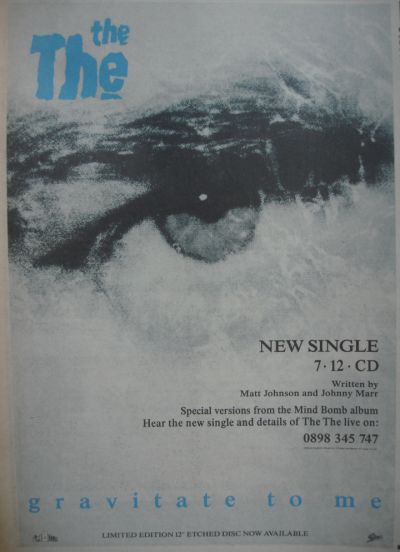 the
The
NEW SINGLE
7 · 12 · CD
Written by
Matt Johnson and Johnny Marr
Special versions from the Mind Bomb album
Hear the new single and details of The The live on:
0898 345 747
gravitate to me
LIMITED EDITION 12" ETCHED DISC NOW AVAILABLE
Epic